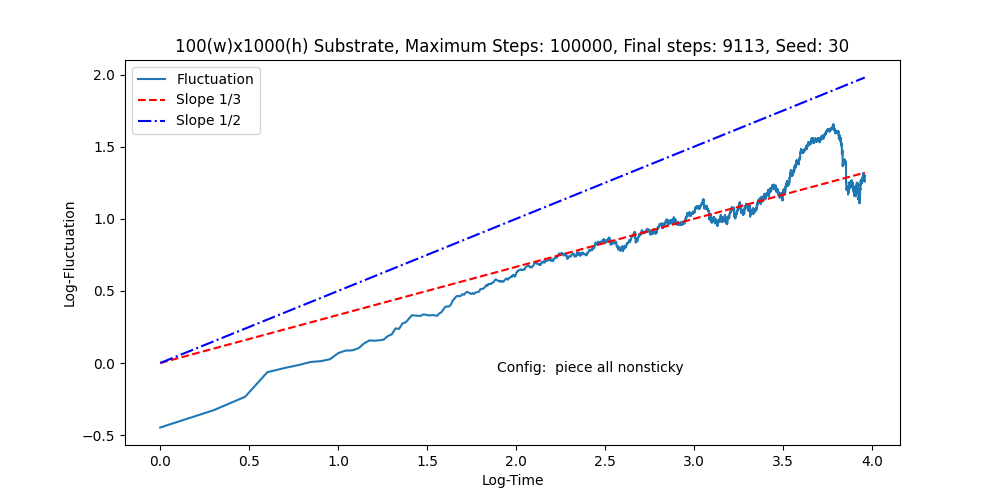 100(w)x1000(h) Substrate, Maximum Steps: 100000, Final steps: 9113, Seed: 30
Fluctuation
Slope 1/3
Slope 1/2
2.0
1.5
1.0
0.5
0.0
−0.5
Log-Fluctuation
Config:  piece all nonsticky
0.0 0.5 1.0 1.5 2.0 2.5 3.0 3.5 4.0
Log-Time